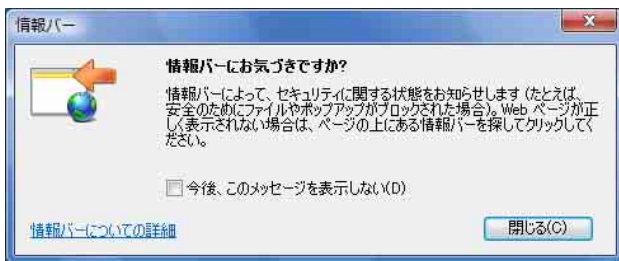 情報バー
情報バーにお気づきですか?
情報バーによって、セキュリティに関する状態をお知らせします (たとえば、
安全のためにファイルやポップアップがブロックされた場合)。Web ページが正
しく表示されない場合は、ページの上にある情報バーを探してクリックしてく
ださい。
今後、このメッセージを表示しない(D)
情報バーについての詳細
閉じる(C)